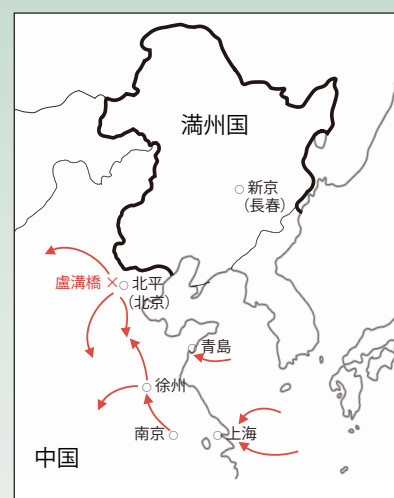 満州国
新京
（長春）
盧溝橋
北平
（北京）
青島
徐州
南京
上海
中国